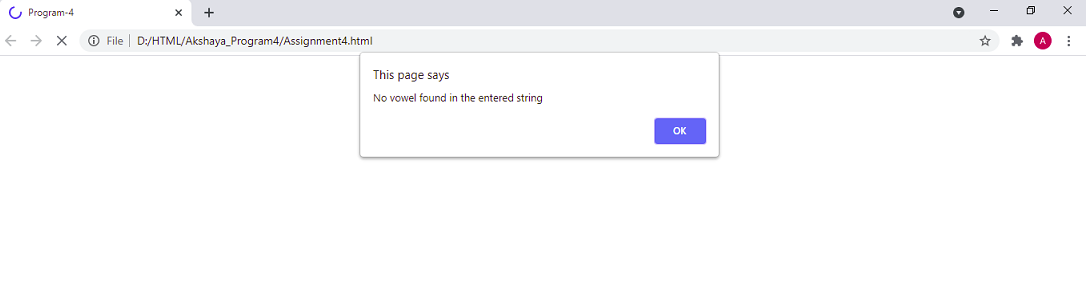 Program-4
File D:/HTML/Akshaya_Program4/Assignment4.html
A
This page says
No vowel found in the entered string
OK